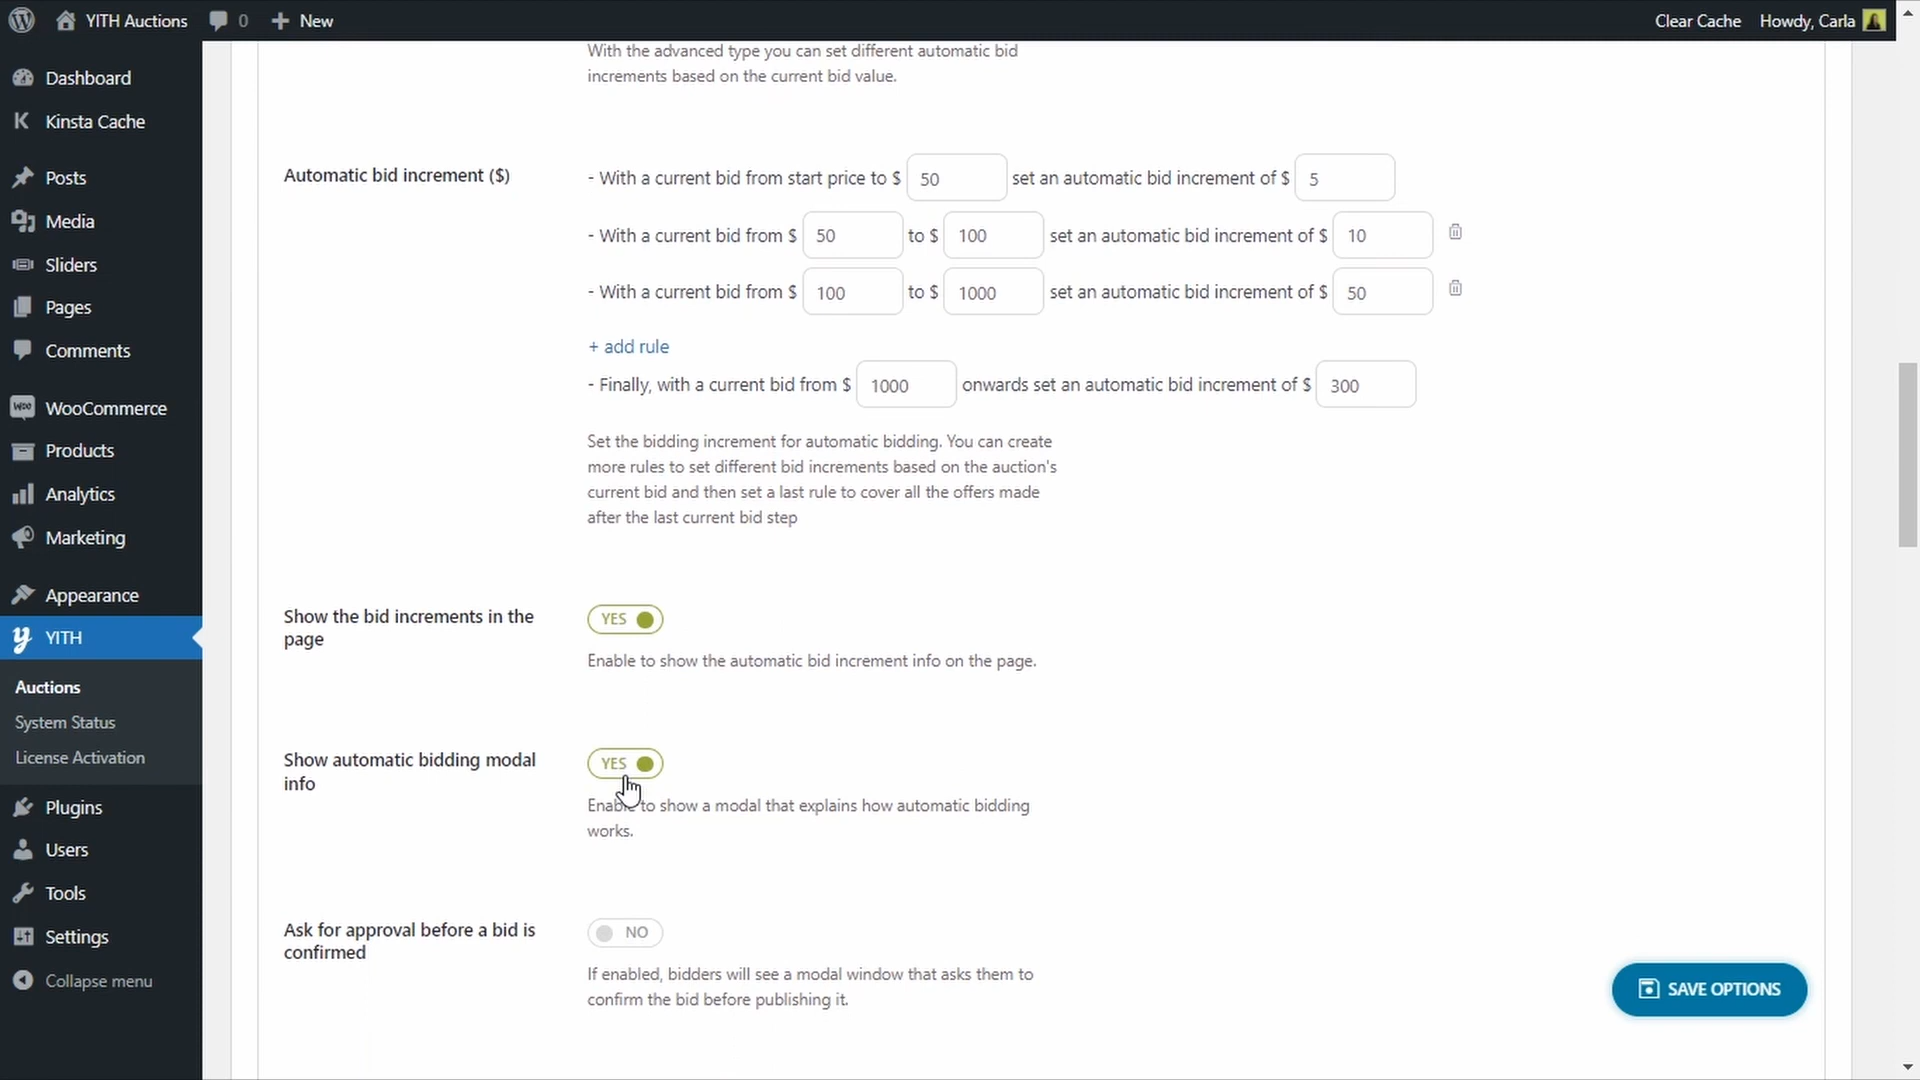 YITH Auctions 0 New Clear Cache Howdy, Carla
Dashboard
Kinsta Cache
Posts
Media
Sliders
Pages
Comments
WooCommerce
Products
Analytics
Marketing
Appearance
YITH
Auctions
System Status
License Activation
Plugins
Users
Tools
Settings
Collapse menu
With the advanced type you can set different automatic bid
increments based on the current bid value.
Automatic bid increment ($)
- With a current bid from start price to $ 50 set an automatic bid increment of $ 5
- With a current bid from $ 50 to $ 100 set an automatic bid increment of $ 10
- With a current bid from $ 100 to $ 1000 set an automatic bid increment of $ 50
+ add rule
- Finally, with a current bid from $ 1000 onwards set an automatic bid increment of $ 300
Set the bidding increment for automatic bidding. You can create
more rules to set different bid increments based on the auction's
current bid and then set a last rule to cover all the offers made
after the last current bid step
Show the bid increments in the
page
YES
Enable to show the automatic bid increment info on the page.
Show automatic bidding modal
info
YES
Enable to show a modal that explains how automatic bidding
works.
Ask for approval before a bid is
confirmed
NO
If enabled, bidders will see a modal window that asks them to
confirm the bid before publishing it.
SAVE OPTIONS